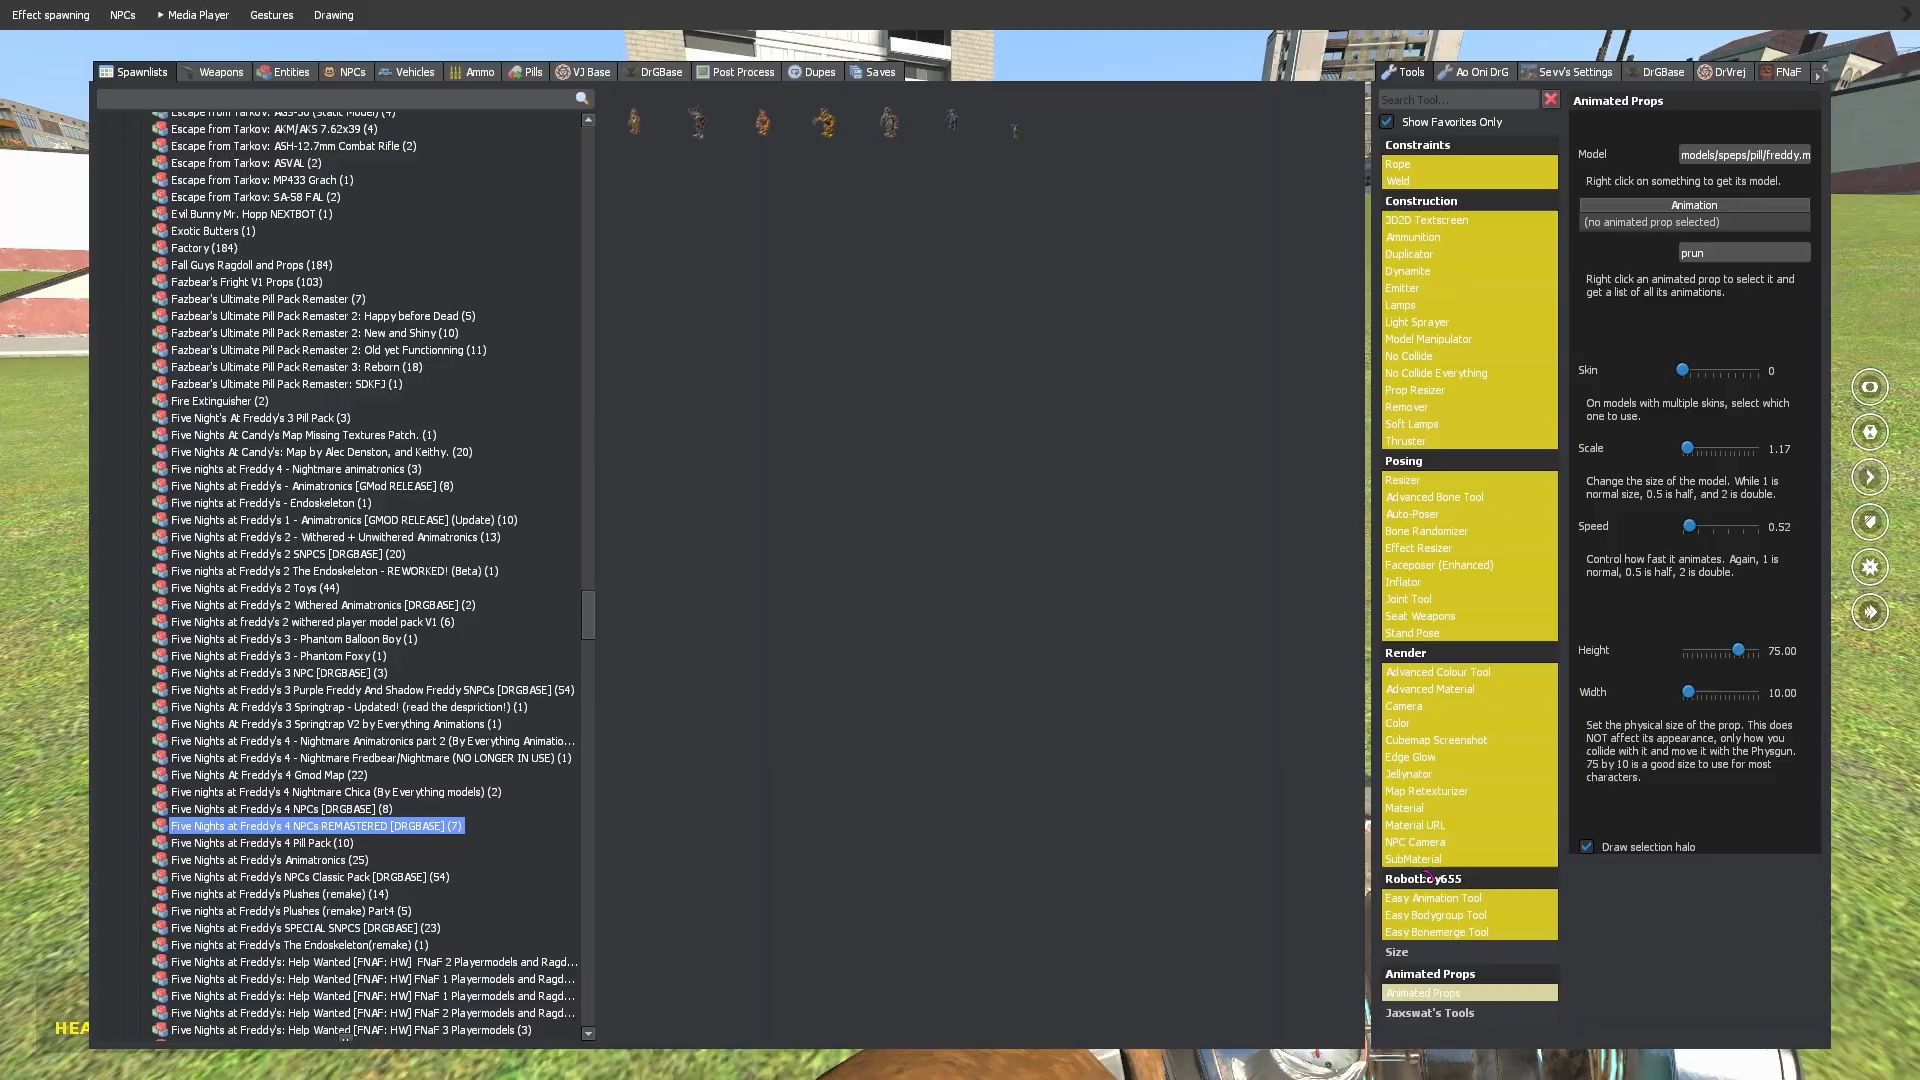 Effect spawning
NPCs
Media Player
Gestures
Drawing
Spawnlists
Weapons
Entities
NPCs
Vehicles
Ammo
Pills
VJ Base
DrGBase
Post Process
Dupes
Saves
Escape from Tarkov: AGS-30 (Static Model) (4)
Escape from Tarkov: AKM/AKS 7.62x39 (4)
Escape from Tarkov: ASH-12.7mm Combat Rifle (2)
Escape from Tarkov: ASVAL (2)
Escape from Tarkov: MP433 Grach (1)
Escape from Tarkov: SA-58 FAL (2)
Evil Bunny Mr. Hopp NEXTBOT (1)
Exotic Butters (1)
Factory (184)
Fall Guys Ragdoll and Props (184)
Fazbear's Fright V1 Props (103)
Fazbear's Ultimate Pill Pack Remaster (7)
Fazbear's Ultimate Pill Pack Remaster 2: Happy before Dead (5)
Fazbear's Ultimate Pill Pack Remaster 2: New and Shiny (10)
Fazbear's Ultimate Pill Pack Remaster 2: Old yet Functionning (11)
Fazbear's Ultimate Pill Pack Remaster 3: Reborn (18)
Fazbear's Ultimate Pill Pack Remaster: SDKFJ (1)
Fire Extinguisher (2)
Five Night's At Freddy's 3 Pill Pack (3)
Five Nights At Candy's Map Missing Textures Patch. (1)
Five Nights At Candy's: Map by Alec Denston, and Keithy. (20)
Five nights at Freddy 4 - Nightmare animatronics (3)
Five Nights at Freddy's - Animatronics [GMod RELEASE] (8)
Five nights at Freddy's - Endoskeleton (1)
Five Nights at Freddy's 1 - Animatronics [GMOD RELEASE] (Update) (10)
Five Nights at Freddy's 2 - Withered + Unwithered Animatronics (13)
Five Nights at Freddy's 2 SNPCS [DRGBASE] (20)
Five nights at Freddy's 2 The Endoskeleton - REWORKED! (Beta) (1)
Five Nights at Freddy's 2 Toys (44)
Five Nights at Freddy's 2 Withered Animatronics [DRGBASE] (2)
Five Nights at freddy's 2 withered player model pack V1 (6)
Five Nights at Freddy's 3 - Phantom Balloon Boy (1)
Five Nights at Freddy's 3 - Phantom Foxy (1)
Five Nights at Freddy's 3 NPC [DRGBASE] (3)
Five Nights at Freddy's 3 Purple Freddy And Shadow Freddy SNPCs [DRGBASE] (54)
Five Nights At Freddy's 3 Springtrap - Updated! (read the despriction!) (1)
Five Nights At Freddy's 3 Springtrap V2 by Everything Animations (1)
Five Nights at Freddy's 4 - Nightmare Animatronics part 2 (By Everything Animatio...
Five Nights at Freddy's 4 - Nightmare Fredbear/Nightmare (NO LONGER IN USE) (1)
Five Nights At Freddy's 4 Gmod Map (22)
Five nights at Freddy's 4 Nightmare Chica (By Everything models) (2)
Five Nights at Freddy's 4 NPCs [DRGBASE] (8)
Five Nights at Freddy's 4 NPCs REMASTERED [DRGBASE] (7)
Five Nights at Freddy's 4 Pill Pack (10)
Five Nights at Freddy's Animatronics (25)
Five Nights at Freddy's NPCs Classic Pack [DRGBASE] (54)
Five nights at Freddy's Plushes (remake) (14)
Five nights at Freddy's Plushes (remake) Part4 (5)
Five Nights at Freddy's SPECIAL SNPCS [DRGBASE] (23)
Five nights at Freddy's The Endoskeleton(remake) (1)
Five Nights at Freddy's: Help Wanted [FNAF: HW]  FNaF 2 Playermodels and Ragd...
Five Nights at Freddy's: Help Wanted [FNAF: HW] FNaF 1 Playermodels and Ragd...
Five Nights at Freddy's: Help Wanted [FNAF: HW] FNaF 1 Playermodels and Ragd...
Five Nights at Freddy's: Help Wanted [FNAF: HW] FNaF 2 Playermodels and Ragd...
Five Nights at Freddy's: Help Wanted [FNAF: HW] FNaF 3 Playermodels (3)
HEA
Tools
Ao Oni DrG
Sevv's Settings
DrGBase
DrVrej
FNaF
Search Tool...
Show Favorites Only
Constraints
Rope
Weld
Construction
3D2D Textscreen
Ammunition
Duplicator
Dynamite
Emitter
Lamps
Light Sprayer
Model Manipulator
No Collide
No Collide Everything
Prop Resizer
Remover
Soft Lamps
Thruster
Posing
Resizer
Advanced Bone Tool
Auto-Poser
Bone Randomizer
Effect Resizer
Faceposer (Enhanced)
Inflator
Joint Tool
Seat Weapons
Stand Pose
Render
Advanced Colour Tool
Advanced Material
Camera
Color
Cubemap Screenshot
Edge Glow
Jellynator
Map Retexturizer
Material
Material URL
NPC Camera
SubMaterial
Robotboy655
Easy Animation Tool
Easy Bodygroup Tool
Easy Bonemerge Tool
Size
Animated Props
Animated Props
Jaxswat's Tools
Animated Props
Model
models/speps/pill/freddy.m
Right click on something to get its model.
Animation
(no animated prop selected)
prun
Right click an animated prop to select it and
get a list of all its animations.
Skin
0
On models with multiple skins, select which
one to use.
Scale
1.17
Change the size of the model. While 1 is
normal size, 0.5 is half, and 2 is double.
Speed
0.52
Control how fast it animates. Again, 1 is
normal, 0.5 is half, 2 is double.
Height
75.00
Width
10.00
Set the physical size of the prop. This does
NOT affect its appearance, only how you
collide with it and move it with the Physgun.
75 by 10 is a good size to use for most
characters.
Draw selection halo